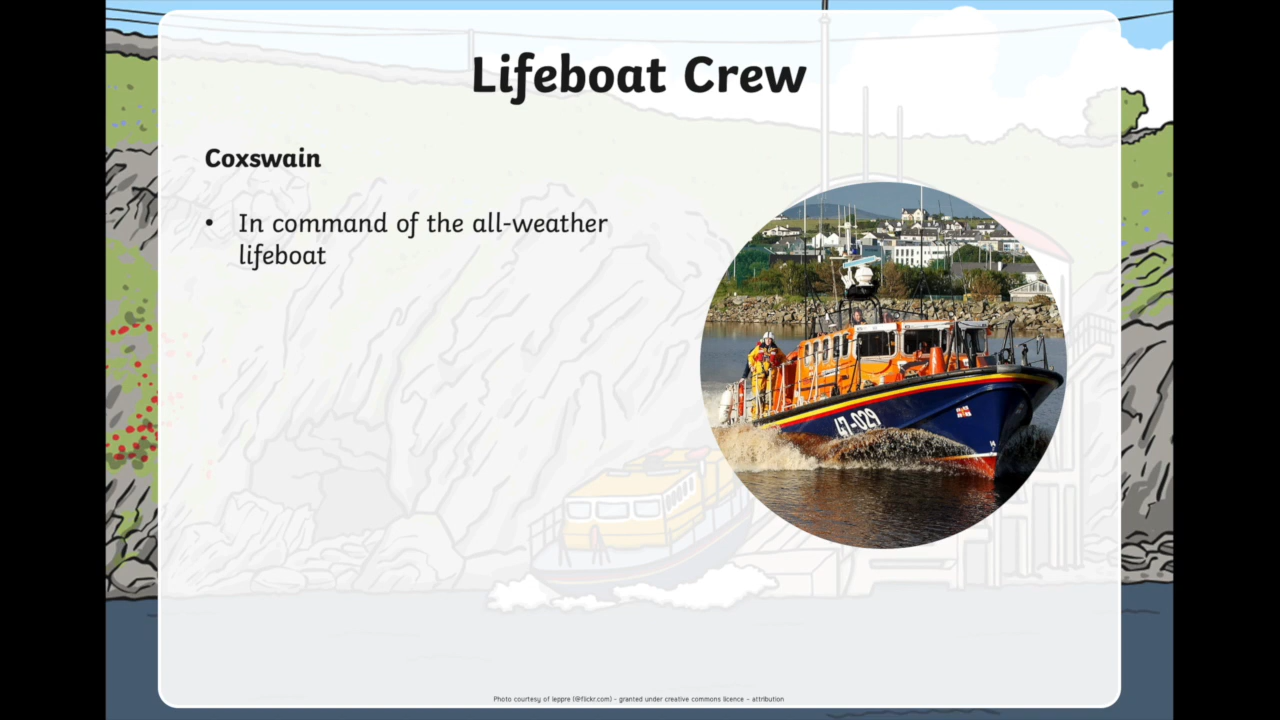 Lifeboat Crew
Coxswain
• In command of the all-weather
lifeboat
47-029
Photo courtesy of leppre (@flickr.com) - granted under creative commons licence - attribution